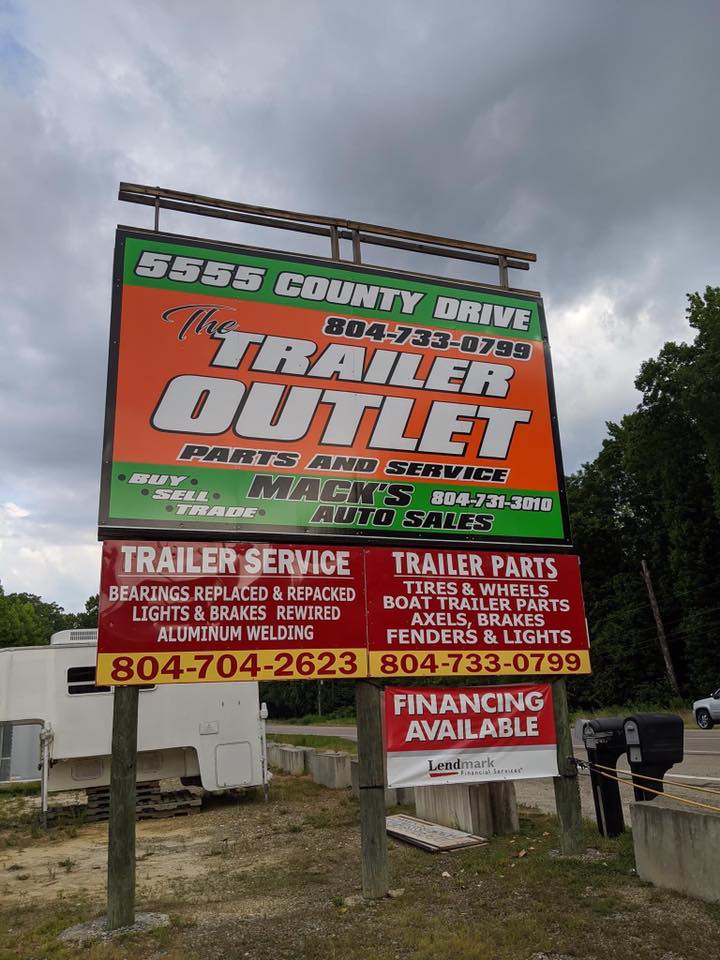 5555 COUNTY DRIVE
The 804-733-0799
TRAILER
OUTLET
PARTS AND SERVICE
• BUY •
• SELL •
• TRADE •
MACK'S 804-731-3010
AUTO SALES
TRAILER SERVICE
BEARINGS REPLACED & REPACKED
LIGHTS & BRAKES REWIRED
ALUMINUM WELDING
804-704-2623
TRAILER PARTS
TIRES & WHEELS
BOAT TRAILER PARTS
AXELS, BRAKES
FENDERS & LIGHTS
804-733-0799
FINANCING
AVAILABLE
Lendmark
Financial Services